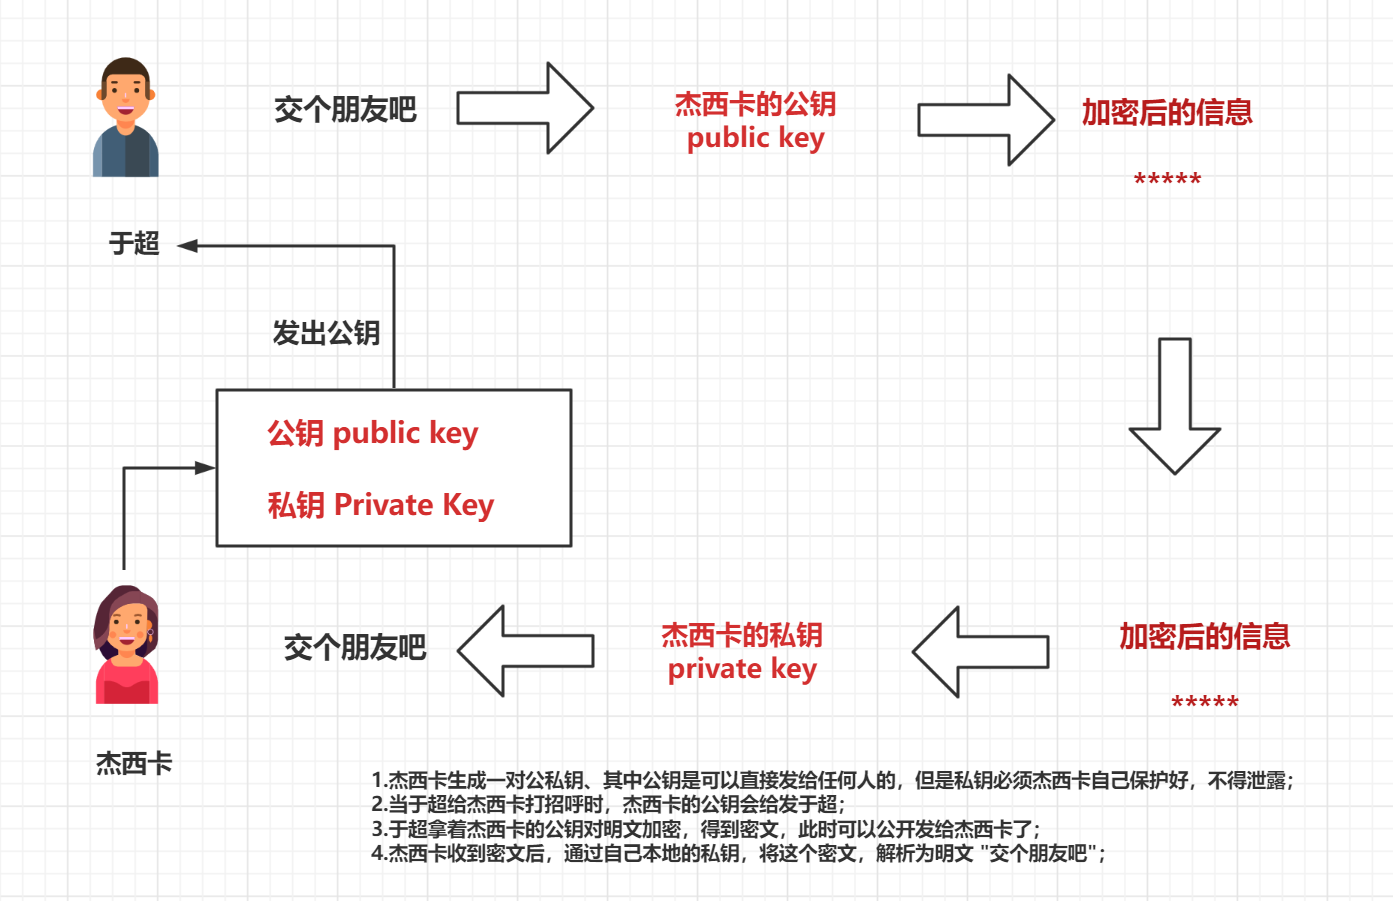 交个朋友吧
杰西卡的公钥
public key
加密后的信息
*****
于超
发出公钥
公钥 public key
私钥 Private Key
交个朋友吧
杰西卡的私钥
private key
加密后的信息
*****
杰西卡
1.杰西卡生成一对公私钥、其中公钥是可以直接发给任何人的，但是私钥必须杰西卡自己保护好，不得泄露；
2.当于超给杰西卡打招呼时，杰西卡的公钥会给发于超；
3.于超拿着杰西卡的公钥对明文加密，得到密文，此时可以公开发给杰西卡了；
4.杰西卡收到密文后，通过自己本地的私钥，将这个密文，解析为明文 "交个朋友吧"；